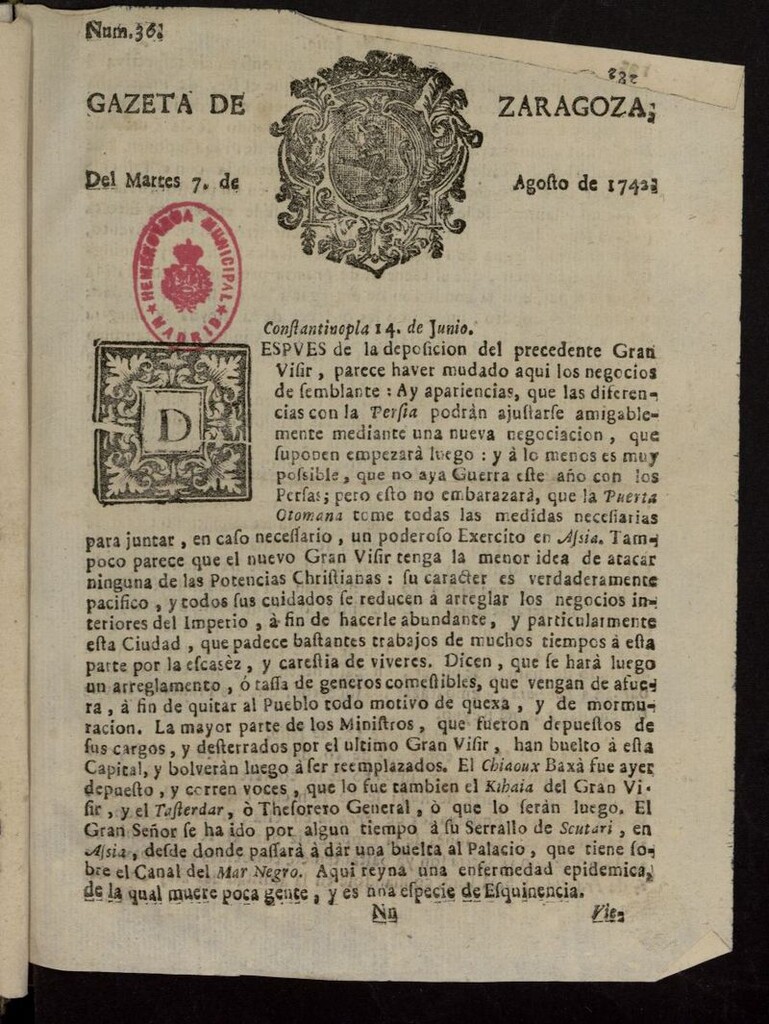 Num. 36.
GAZETA DE ZARAGOZA;
Del Martes 7. de Agoſto de 1742.
HEMEROTECA MUNICIPAL
★ MADRID ★
Conſtantinopla 14. de Junio.
DESPVES de la depoſicion del precedente Gran
Viſir, parece haver mudado aqui los negocios
de ſemblante: Ay apariencias, que las diferen-
cias con la Perſia podràn ajuſtarſe amigable-
mente mediante una nueva negociacion, que
ſuponen empezarà luego: y à lo menos es muy
poſsible, que no aya Guerra eſte año con los
Perſas; pero eſto no embarazarà, que la Puerta
Otomana tome todas las medidas neceſſarias
para juntar, en caſo neceſſario, un poderoſo Exercito en Aſsia. Tam-
poco parece que el nuevo Gran Viſir tenga la menor idea de atacar
ninguna de las Potencias Chriſtianas: ſu caracter es verdaderamente
pacifico, y todos ſus cuidados ſe reducen à arreglar los negocios in-
teriores del Imperio, à fin de hacerle abundante, y particularmente
eſta Ciudad, que padece baſtantes trabajos de muchos tiempos à eſta
parte por la eſcasèz, y careſtia de viveres. Dicen, que ſe harà luego
un arreglamento, ò taſſa de generos comeſtibles, que vengan de afue-
ra, à fin de quitar al Pueblo todo motivo de quexa, y de mormu-
racion. La mayor parte de los Miniſtros, que fueron depueſtos de
ſus cargos, y deſterrados por el ultimo Gran Viſir, han buelto à eſta
Capital, y bolveràn luego à ſer reemplazados. El Chiaoux Baxà fue ayer
depueſto, y corren voces, que lo fue tambien el Kihaia del Gran Vi-
ſir, y el Tefterdar, ò Theſorero General, ò que lo ſeràn luego. El
Gran Señor ſe ha ido por algun tiempo à ſu Serrallo de Scutari, en
Aſsia, deſde donde paſſarà à dàr una buelta al Palacio, que tiene ſo-
bre el Canal del Mar Negro. Aqui reyna una enfermedad epidemica,
de la qual muere poca gente, y es una eſpecie de Eſquinencia.
Nn Vie-